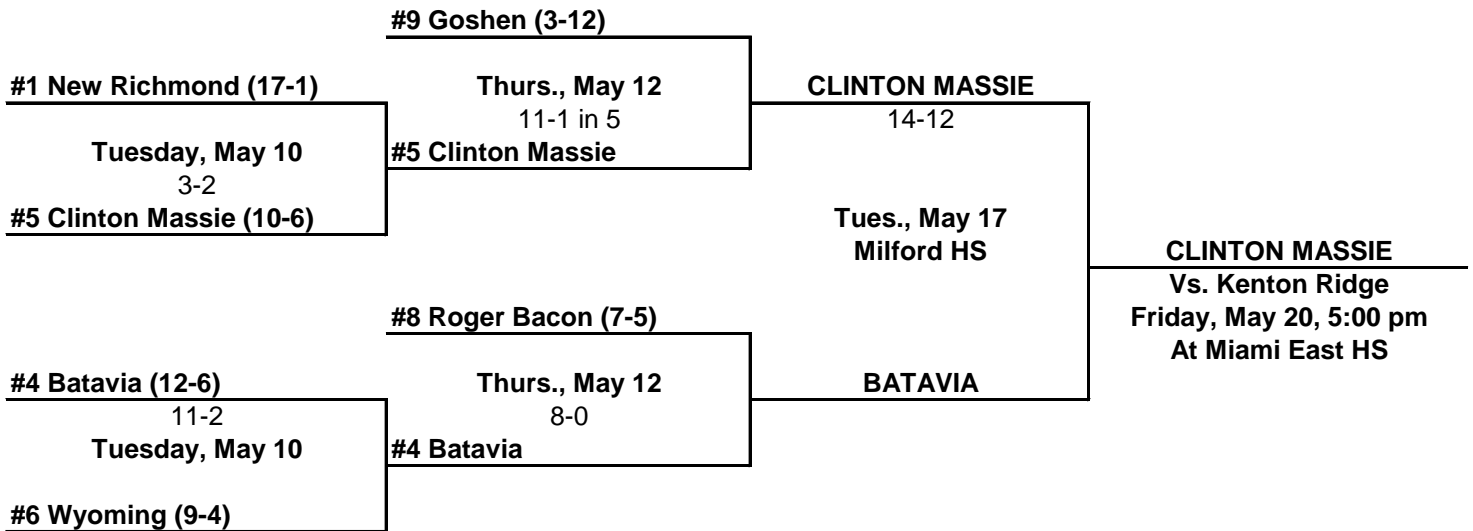 #9 Goshen (3-12)
#1 New Richmond (17-1)
Thurs., May 12
CLINTON MASSIE
11-1 in 5
14-12
Tuesday, May 10
#5 Clinton Massie
3-2
#5 Clinton Massie (10-6)
Tues., May 17
Milford HS
CLINTON MASSIE
Vs. Kenton Ridge
#8 Roger Bacon (7-5)
Friday, May 20, 5:00 pm
At Miami East HS
#4 Batavia (12-6)
Thurs., May 12
BATAVIA
11-2
8-0
Tuesday, May 10
#4 Batavia
#6 Wyoming (9-4)